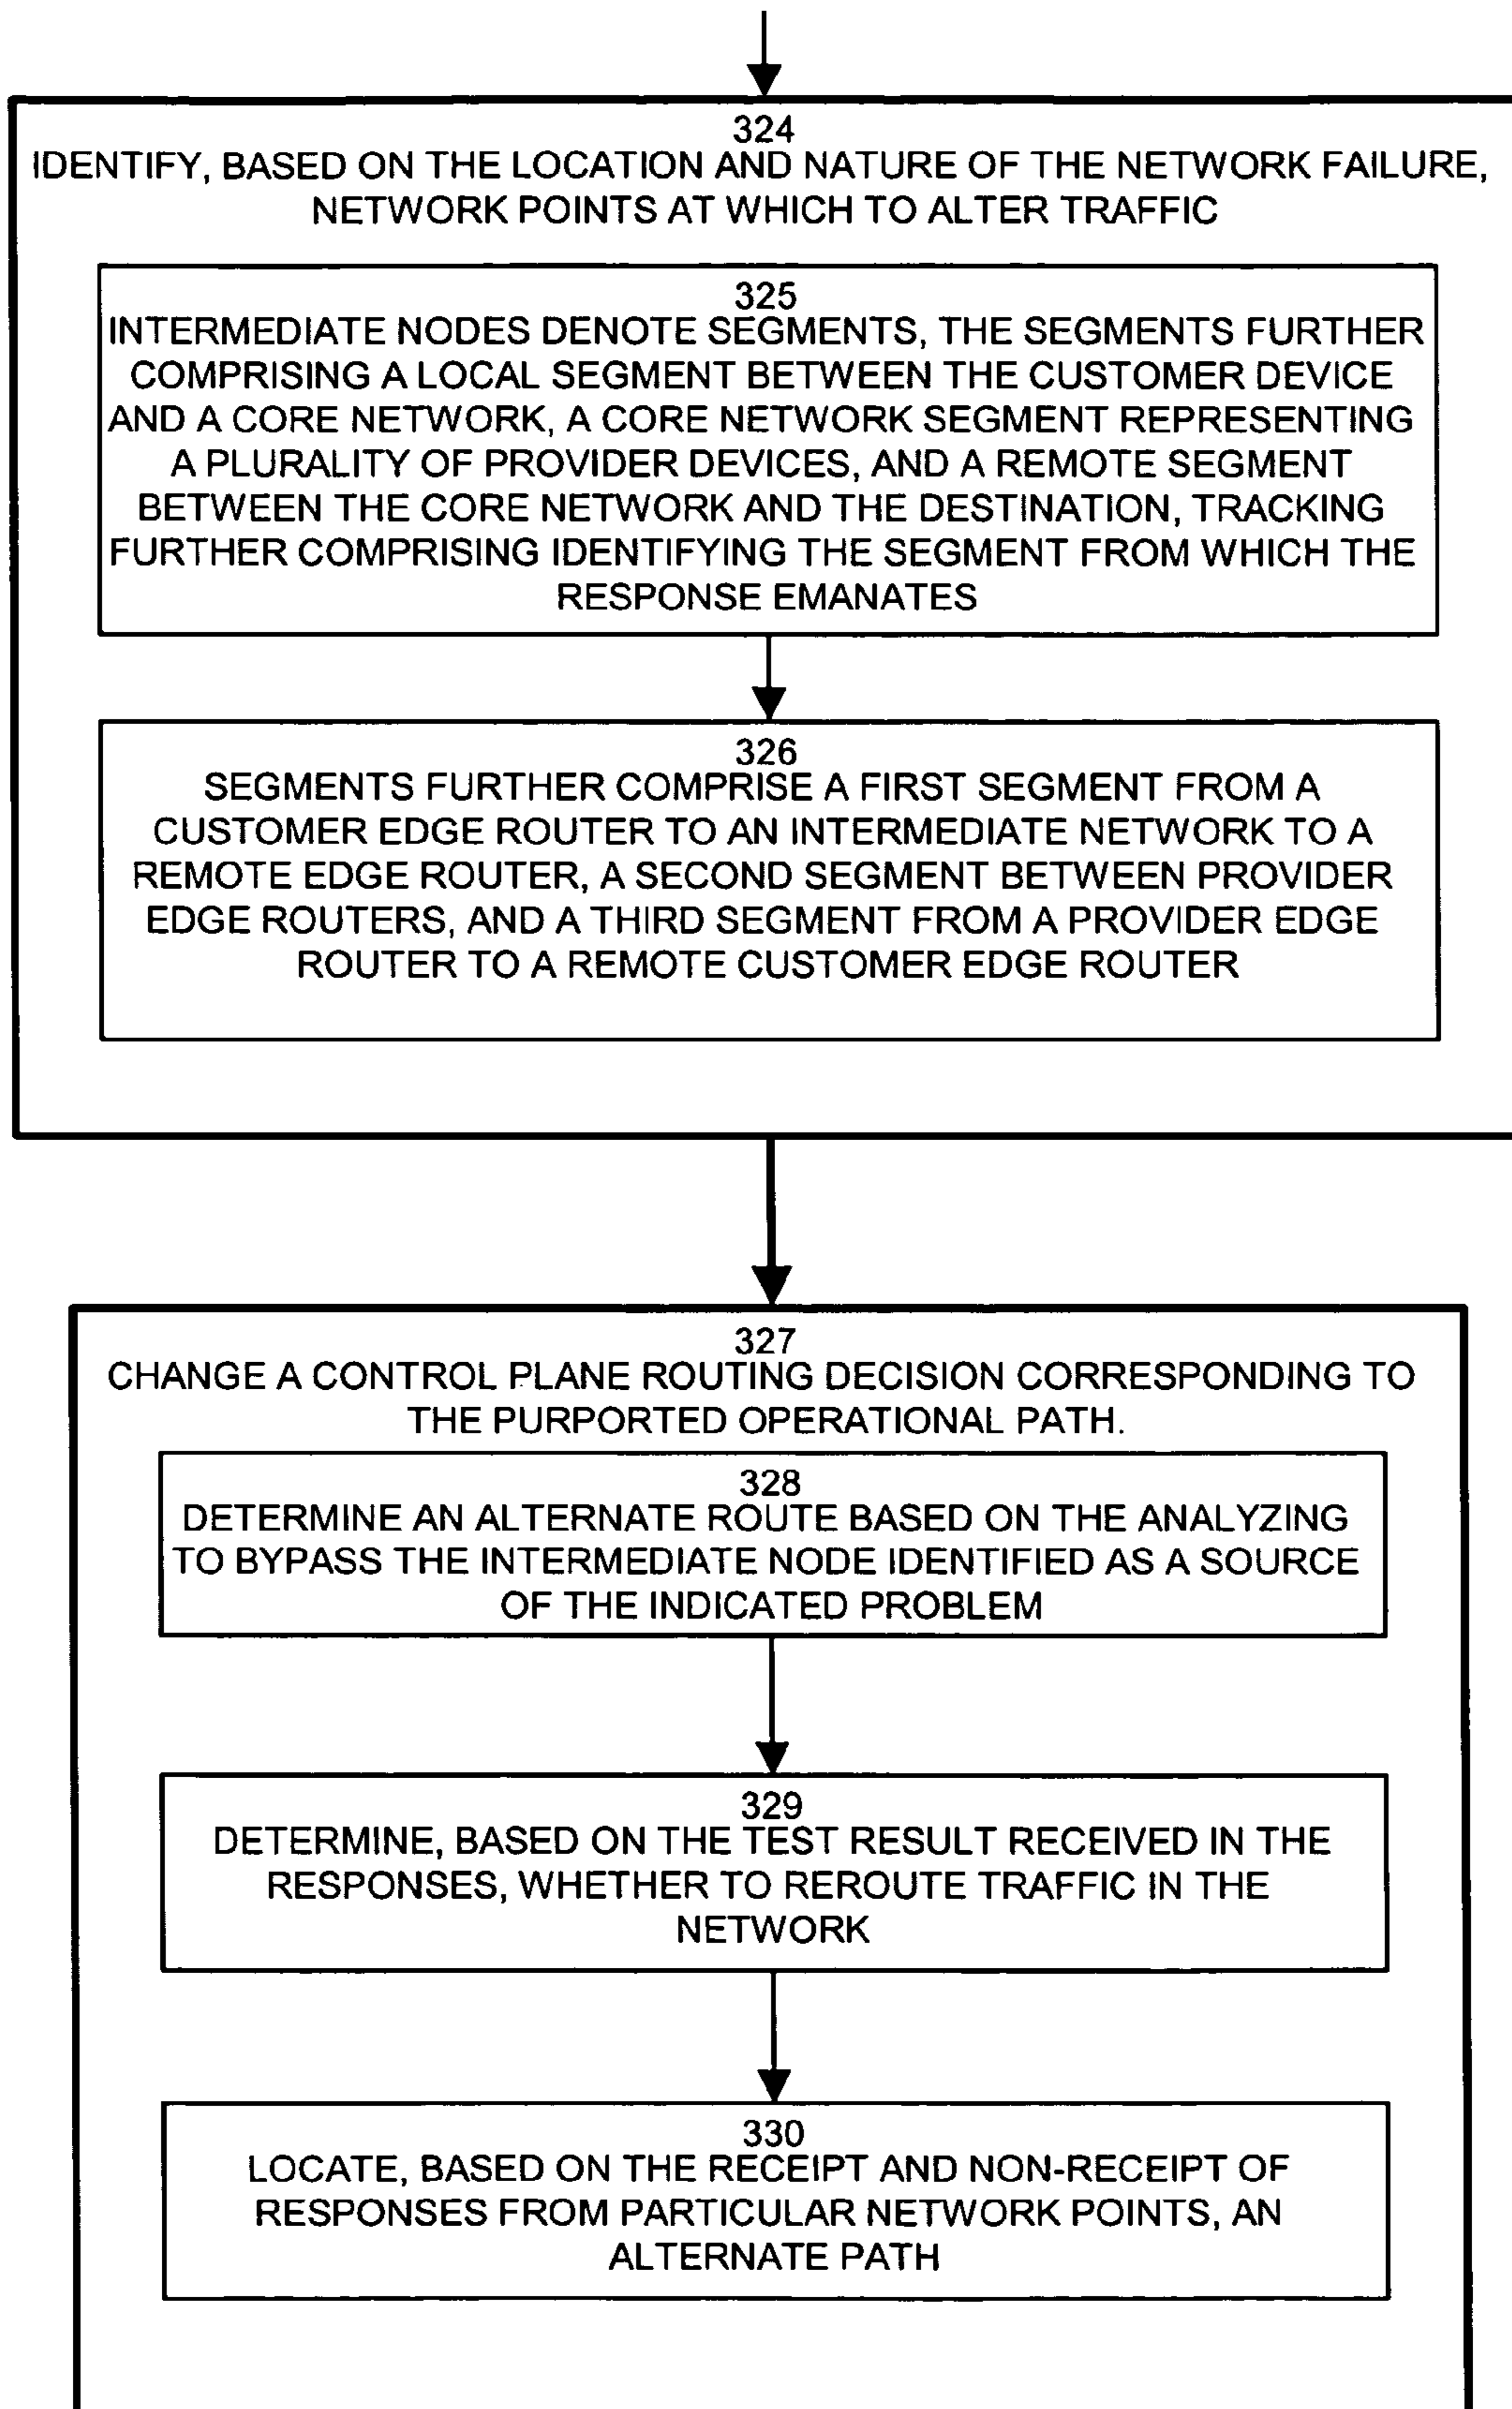 324
IDENTIFY, BASED ON THE LOCATION AND NATURE OF THE NETWORK FAILURE,
NETWORK POINTS AT WHICH TO ALTER TRAFFIC
325
INTERMEDIATE NODES DENOTE SEGMENTS, THE SEGMENTS FURTHER
COMPRISING A LOCAL SEGMENT BETWEEN THE CUSTOMER DEVICE
AND A CORE NETWORK, A CORE NETWORK SEGMENT REPRESENTING
A PLURALITY OF PROVIDER DEVICES, AND A REMOTE SEGMENT
BETWEEN THE CORE NETWORK AND THE DESTINATION, TRACKING
FURTHER COMPRISING IDENTIFYING THE SEGMENT FROM WHICH THE
RESPONSE EMANATES
326
SEGMENTS FURTHER COMPRISE A FIRST SEGMENT FROM A
CUSTOMER EDGE ROUTER TO AN INTERMEDIATE NETWORK TO A
REMOTE EDGE ROUTER, A SECOND SEGMENT BETWEEN PROVIDER
EDGE ROUTERS, AND A THIRD SEGMENT FROM A PROVIDER EDGE
ROUTER TO A REMOTE CUSTOMER EDGE ROUTER
327
CHANGE A CONTROL PLANE ROUTING DECISION CORRESPONDING TO
THE PURPORTED OPERATIONAL PATH.
328
DETERMINE AN ALTERNATE ROUTE BASED ON THE ANALYZING
TO BYPASS THE INTERMEDIATE NODE IDENTIFIED AS A SOURCE
OF THE INDICATED PROBLEM
329
DETERMINE, BASED ON THE TEST RESULT RECEIVED IN THE
RESPONSES, WHETHER TO REROUTE TRAFFIC IN THE
NETWORK
330
LOCATE, BASED ON THE RECEIPT AND NON-RECEIPT OF
RESPONSES FROM PARTICULAR NETWORK POINTS, AN
ALTERNATE PATH